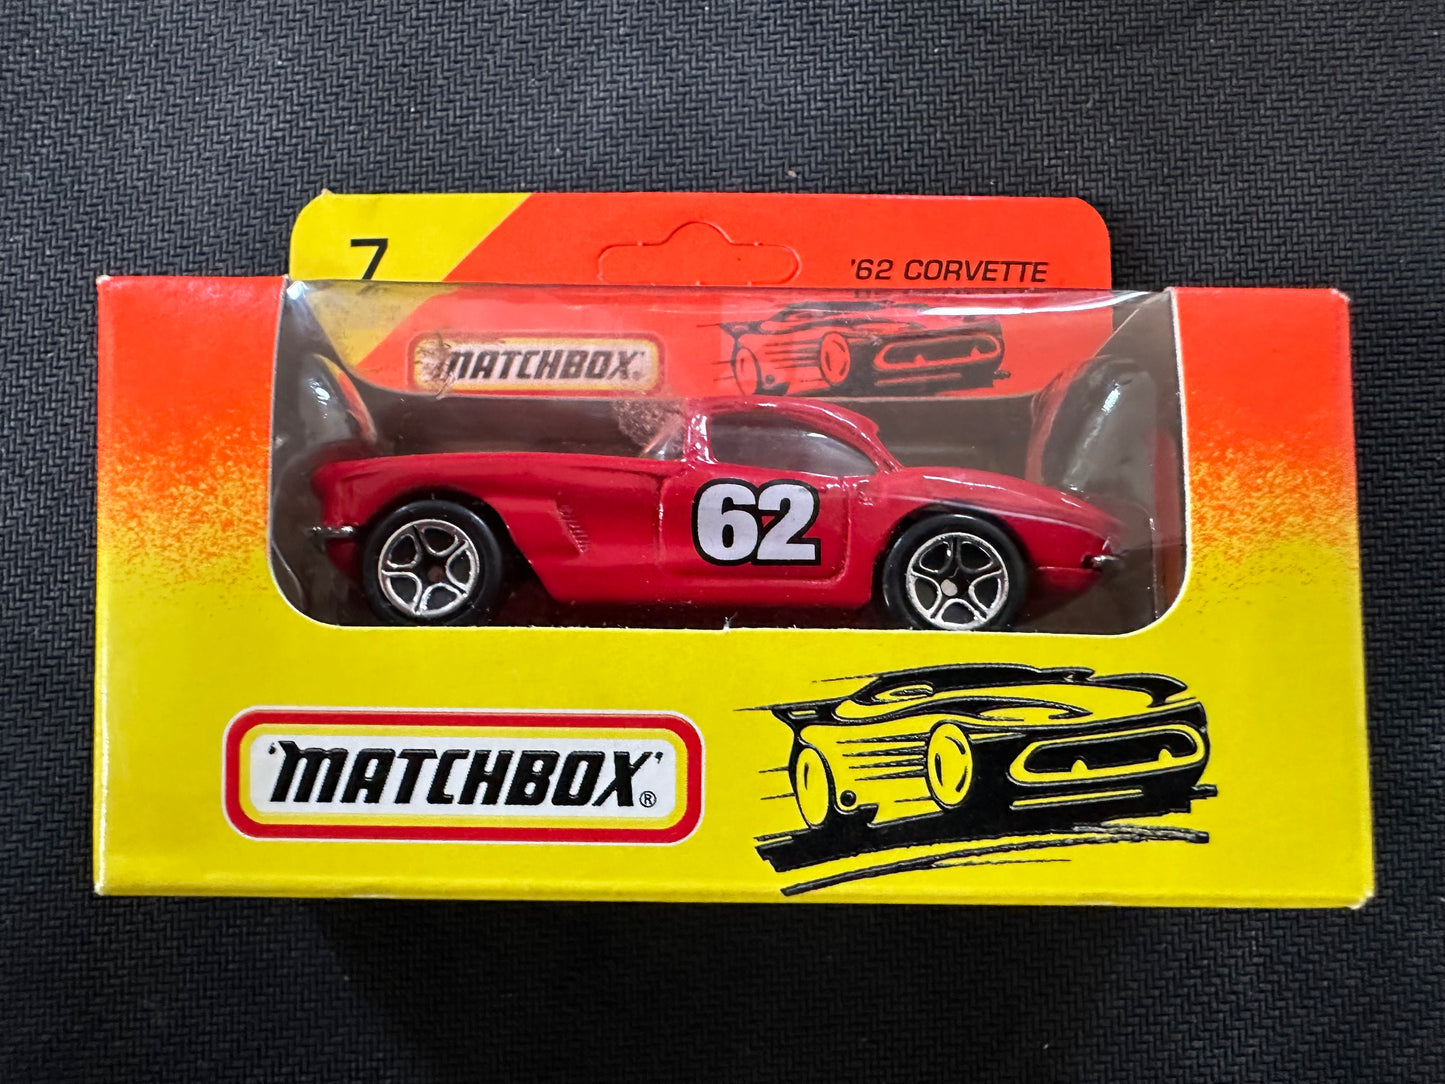 7
'62 CORVETTE
MATCHBOX
62
'MATCHBOX'®